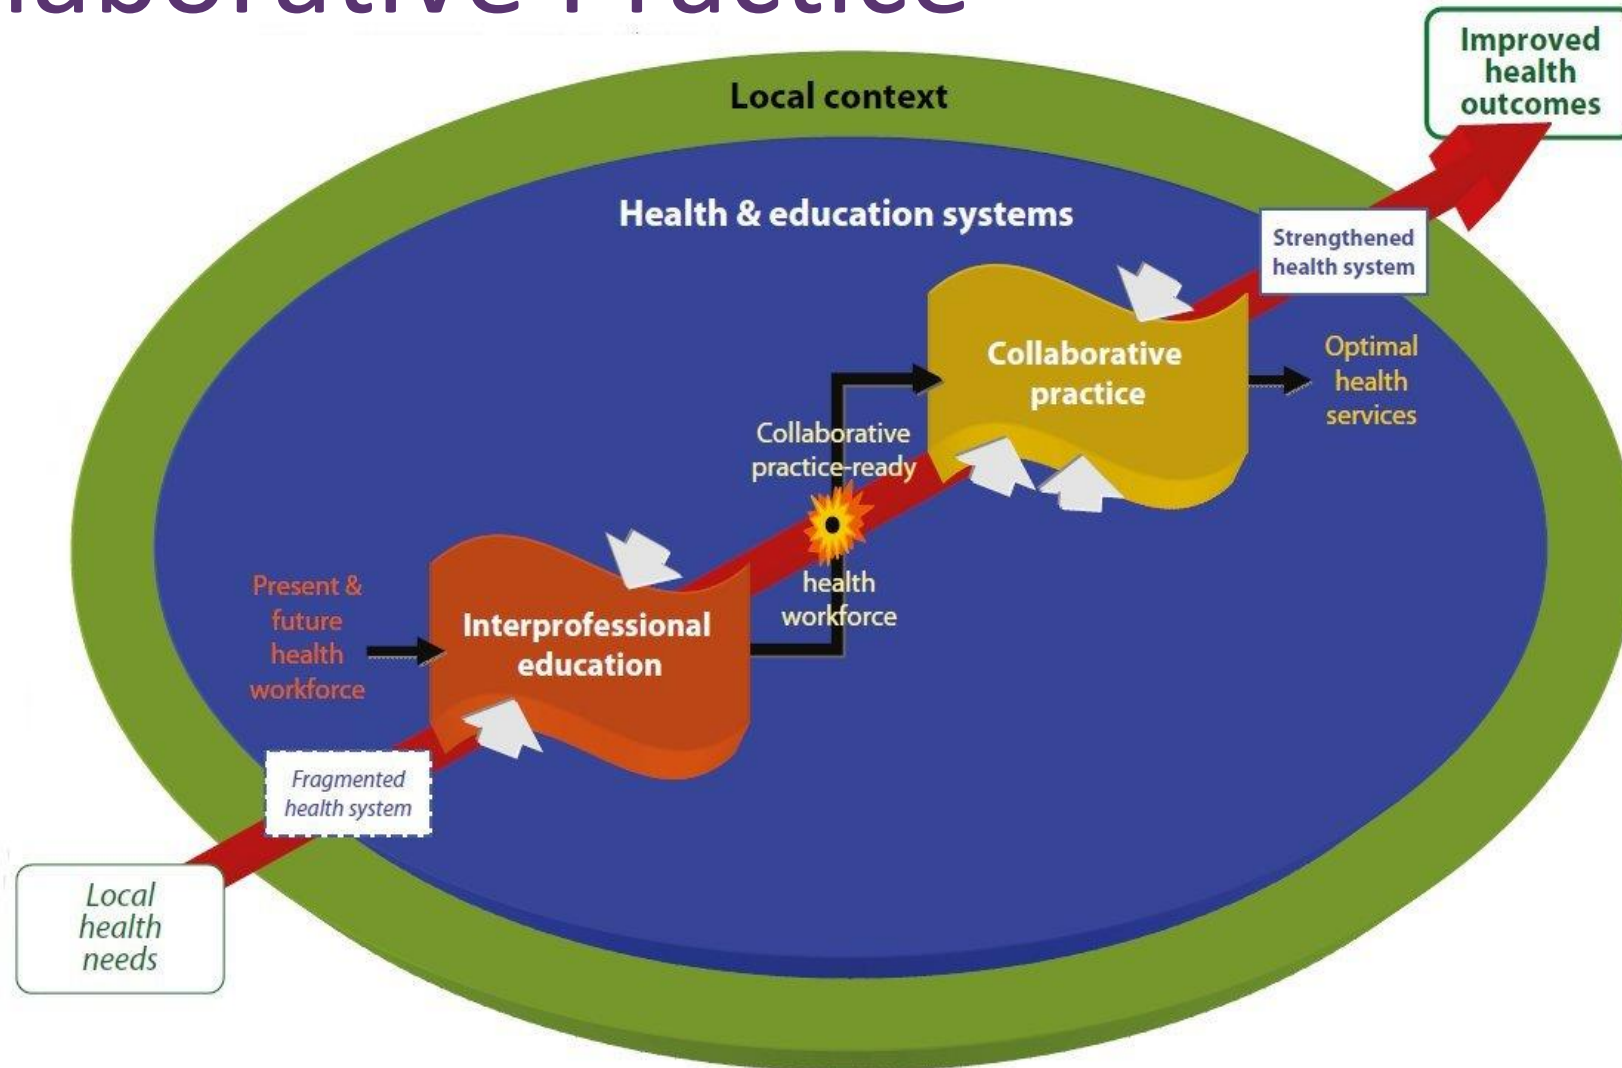 Practice
Improved
health
outcomes
Local context
Health & education systems
Strengthened
health system
Collaborative
practice
Optimal
health
services
Collaborative
practice-ready
health
workforce
Present &
future
health
workforce
Interprofessional
education
Fragmented
health system
Local
health
needs